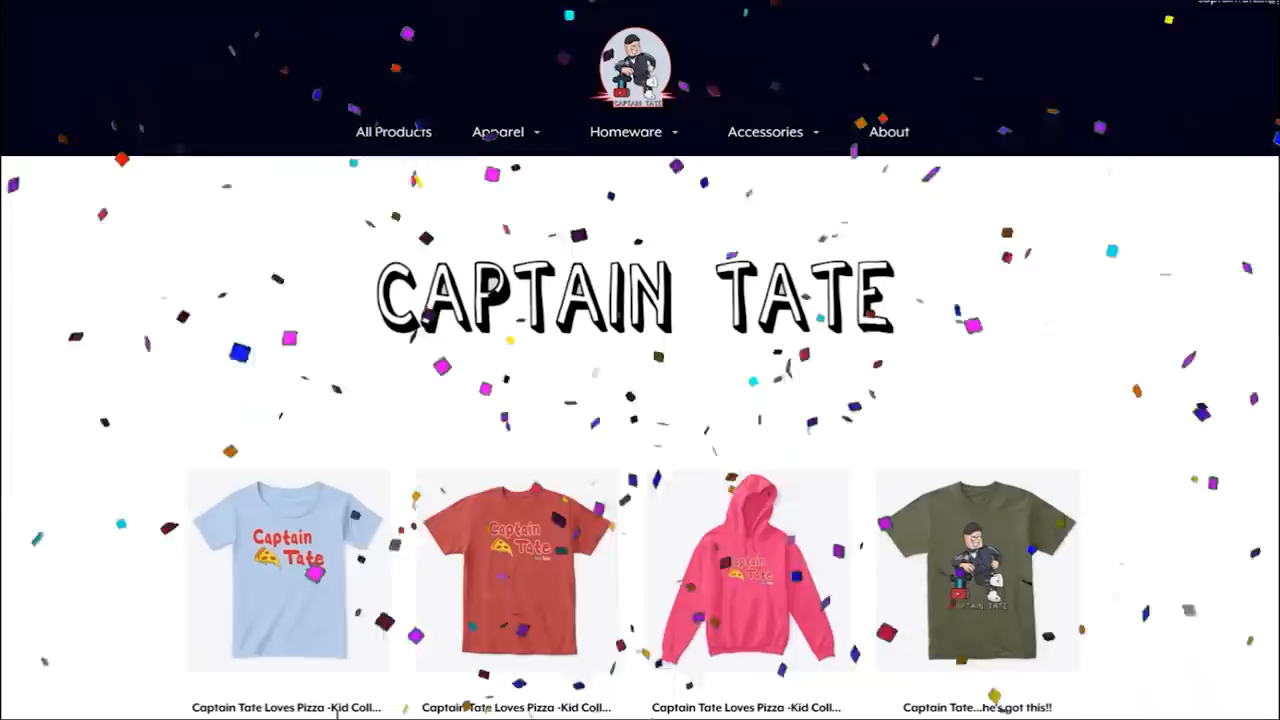 CAPTAIN TATE
All Products
Apparel
Homeware
Accessories
About
CAPTAIN TATE
Captain
Tate
Captain
Tate
Captain
Tate
CAPTAIN TATE
Captain Tate Loves Pizza -Kid Coll...
Captain Tate Loves Pizza -Kid Coll...
Captain Tate Loves Pizza -Kid Coll...
Captain Tate...he's got this!!